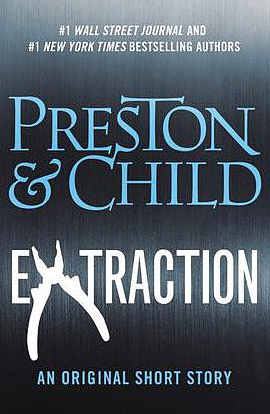 #1 WALL STREET JOURNAL AND
#1 NEW YORK TIMES BESTSELLING AUTHORS
PRESTON
& CHILD
EXTRACTION
AN ORIGINAL SHORT STORY